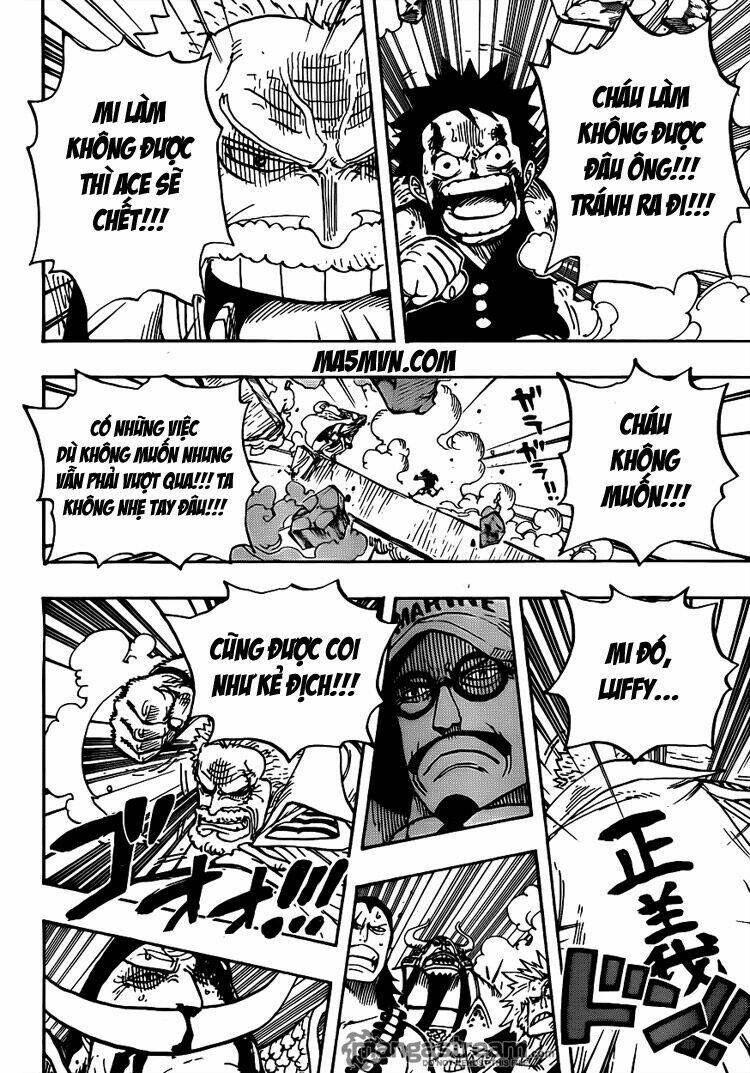 CHÁU LÀM
KHÔNG ĐƯỢC
ĐÂU ÔNG!!!
TRÁNH RA ĐI!!!
MI LÀM
KHÔNG ĐƯỢC
THÌ ACE SẼ
CHẾT!!!
MA5MVN.COM
CHÁU
KHÔNG
MUỐN!!!
ガラガラ!!
CÓ NHỮNG VIỆC
DÙ KHÔNG MUỐN NHƯNG
VẪN PHẢI VƯỢT QUA!!! TA
KHÔNG NHẸ TAY ĐÂU!!!
MI ĐÓ,
LUFFY...
正義
ドン!!
MARINE
CŨNG ĐƯỢC COI
NHƯ KẺ ĐỊCH!!!
ゴオオ!!!
mangastream.com